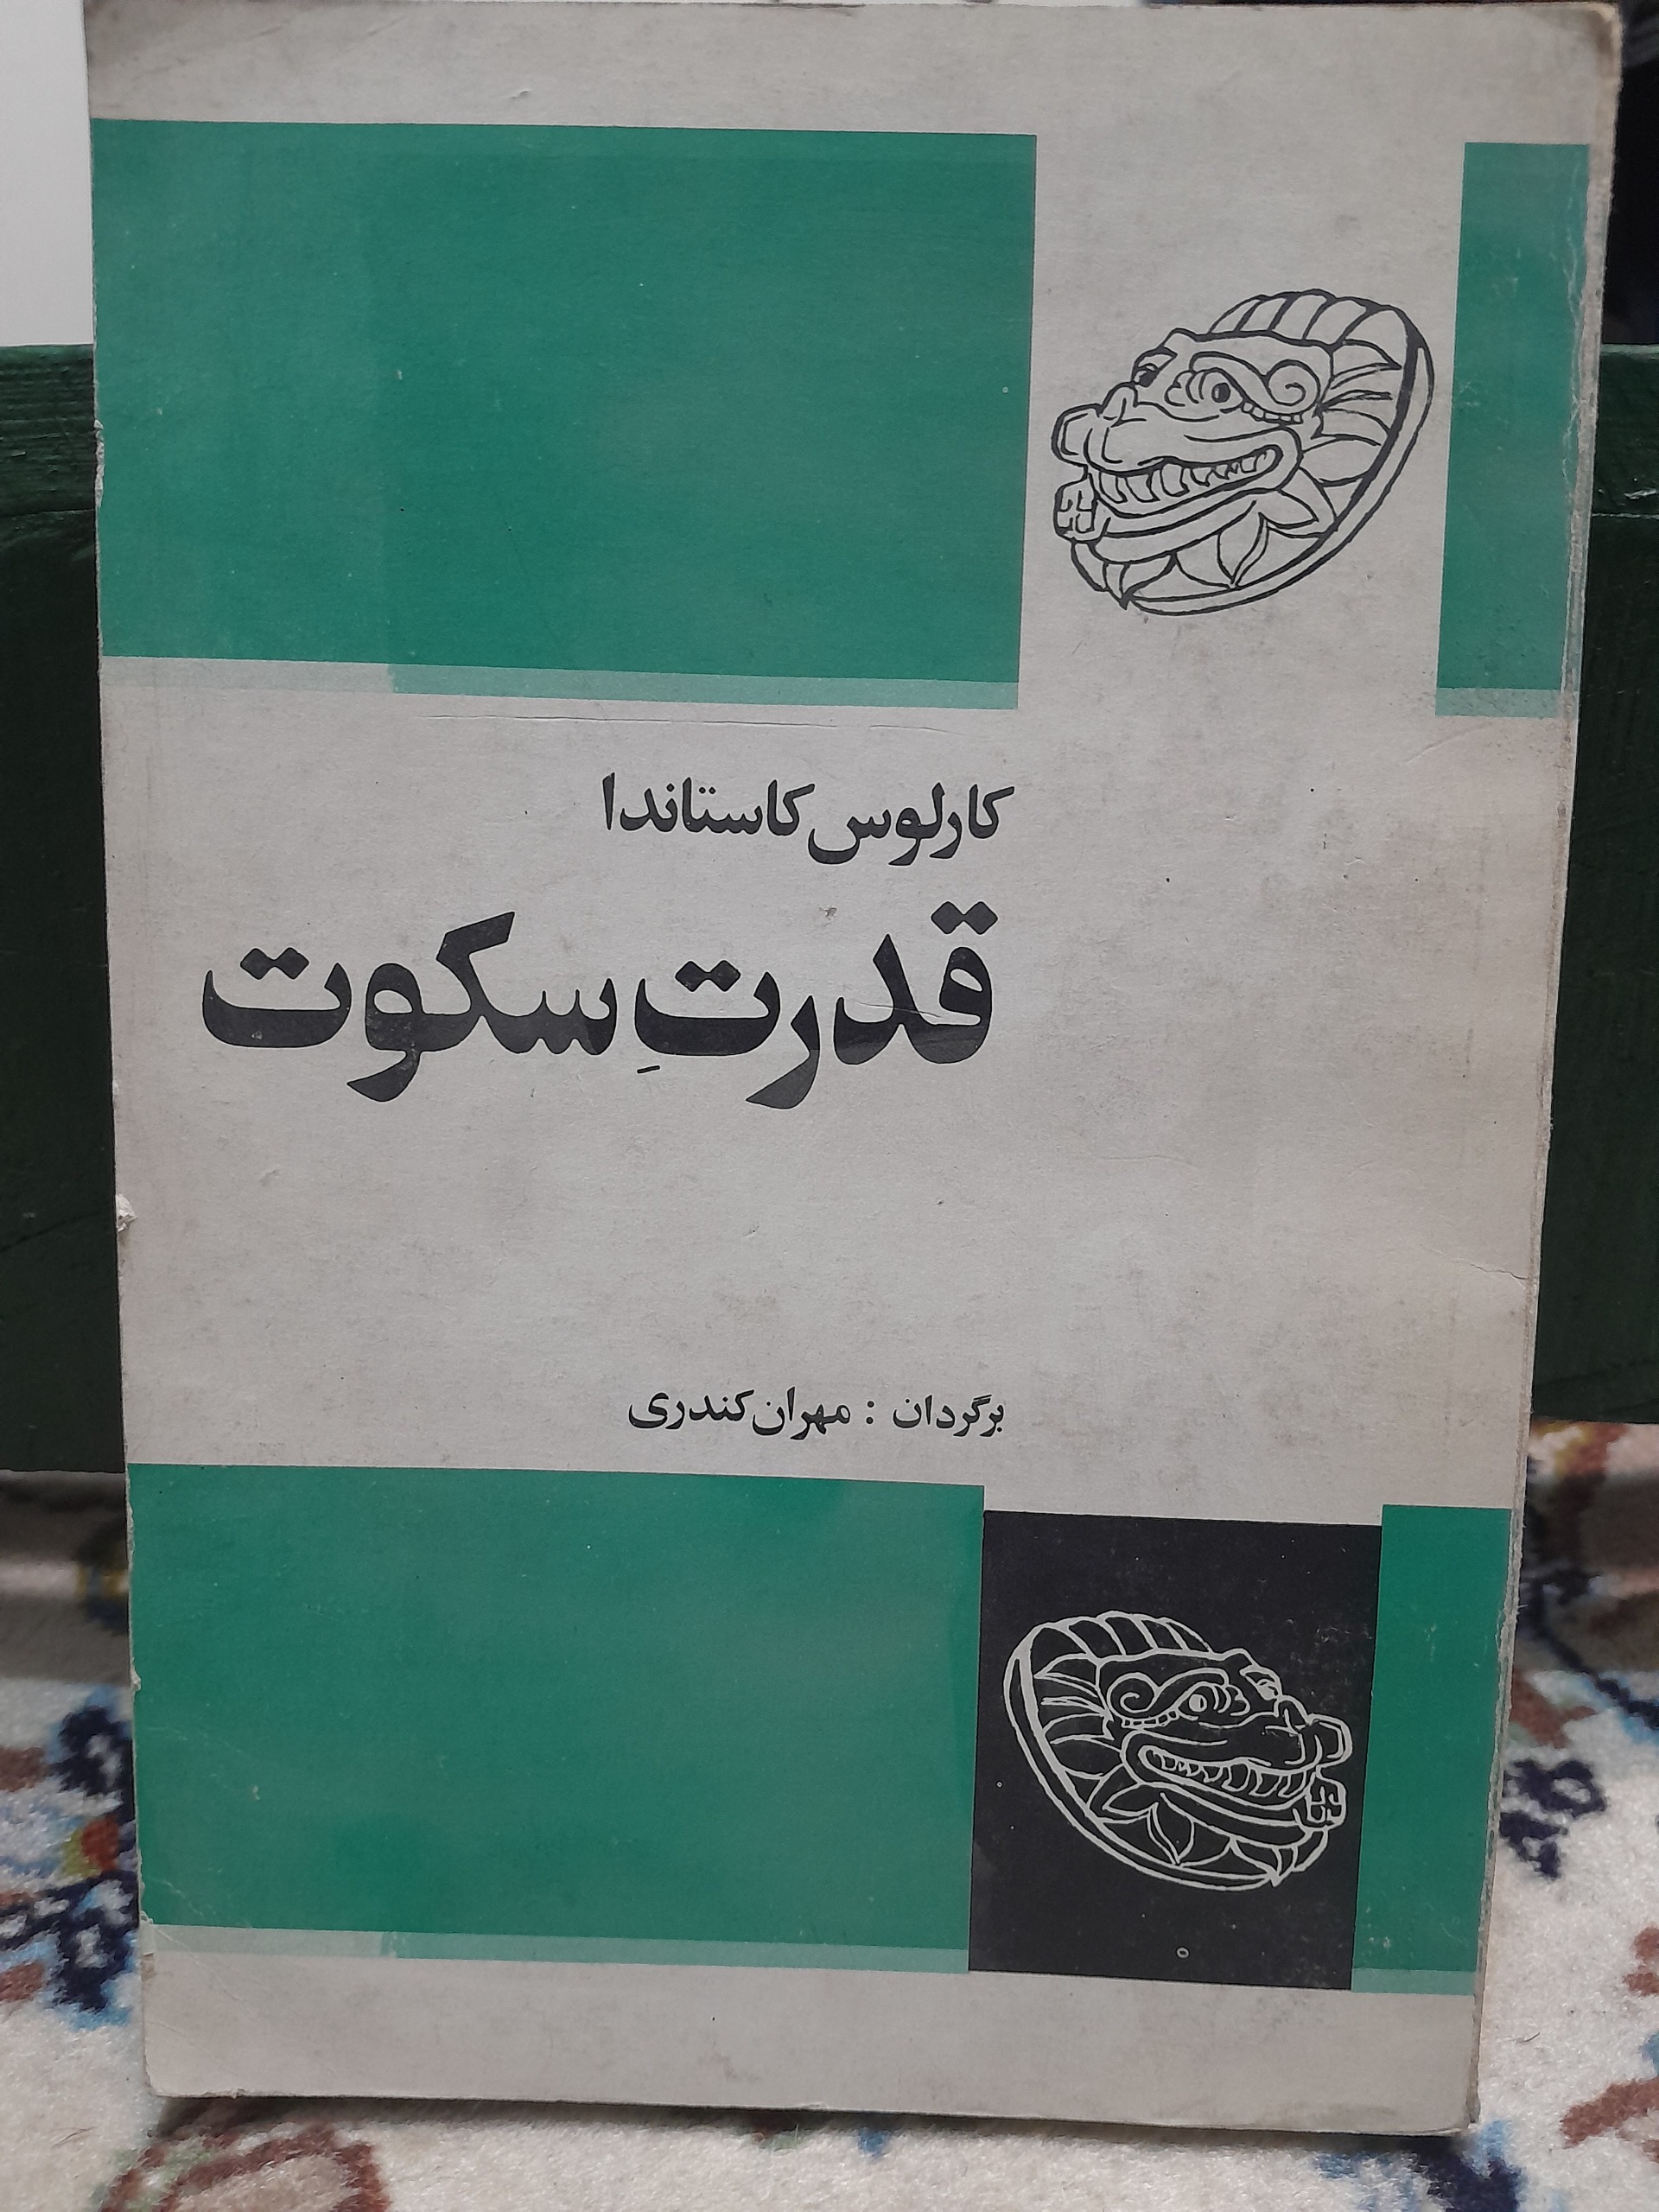 کارلوس کاستاندا
قدرتِ سکوت
برگردان : مهران کندری